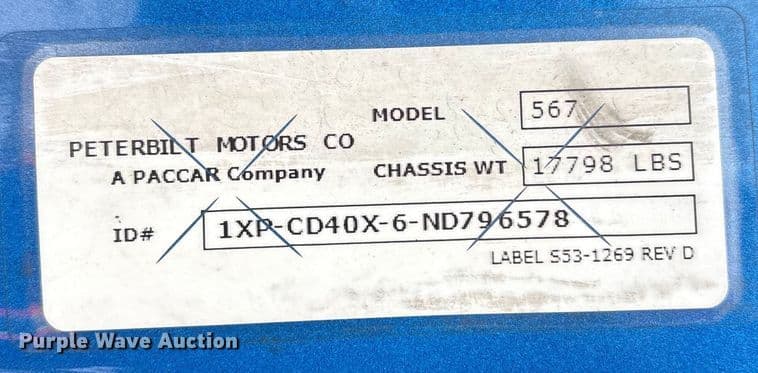 MODEL 567
PETERBILT MOTORS CO
A PACCAR Company
CHASSIS WT 17798 LBS
ID# 1XP-CD40X-6-ND796578
LABEL S53-1269 REV D
Purple Wave Auction